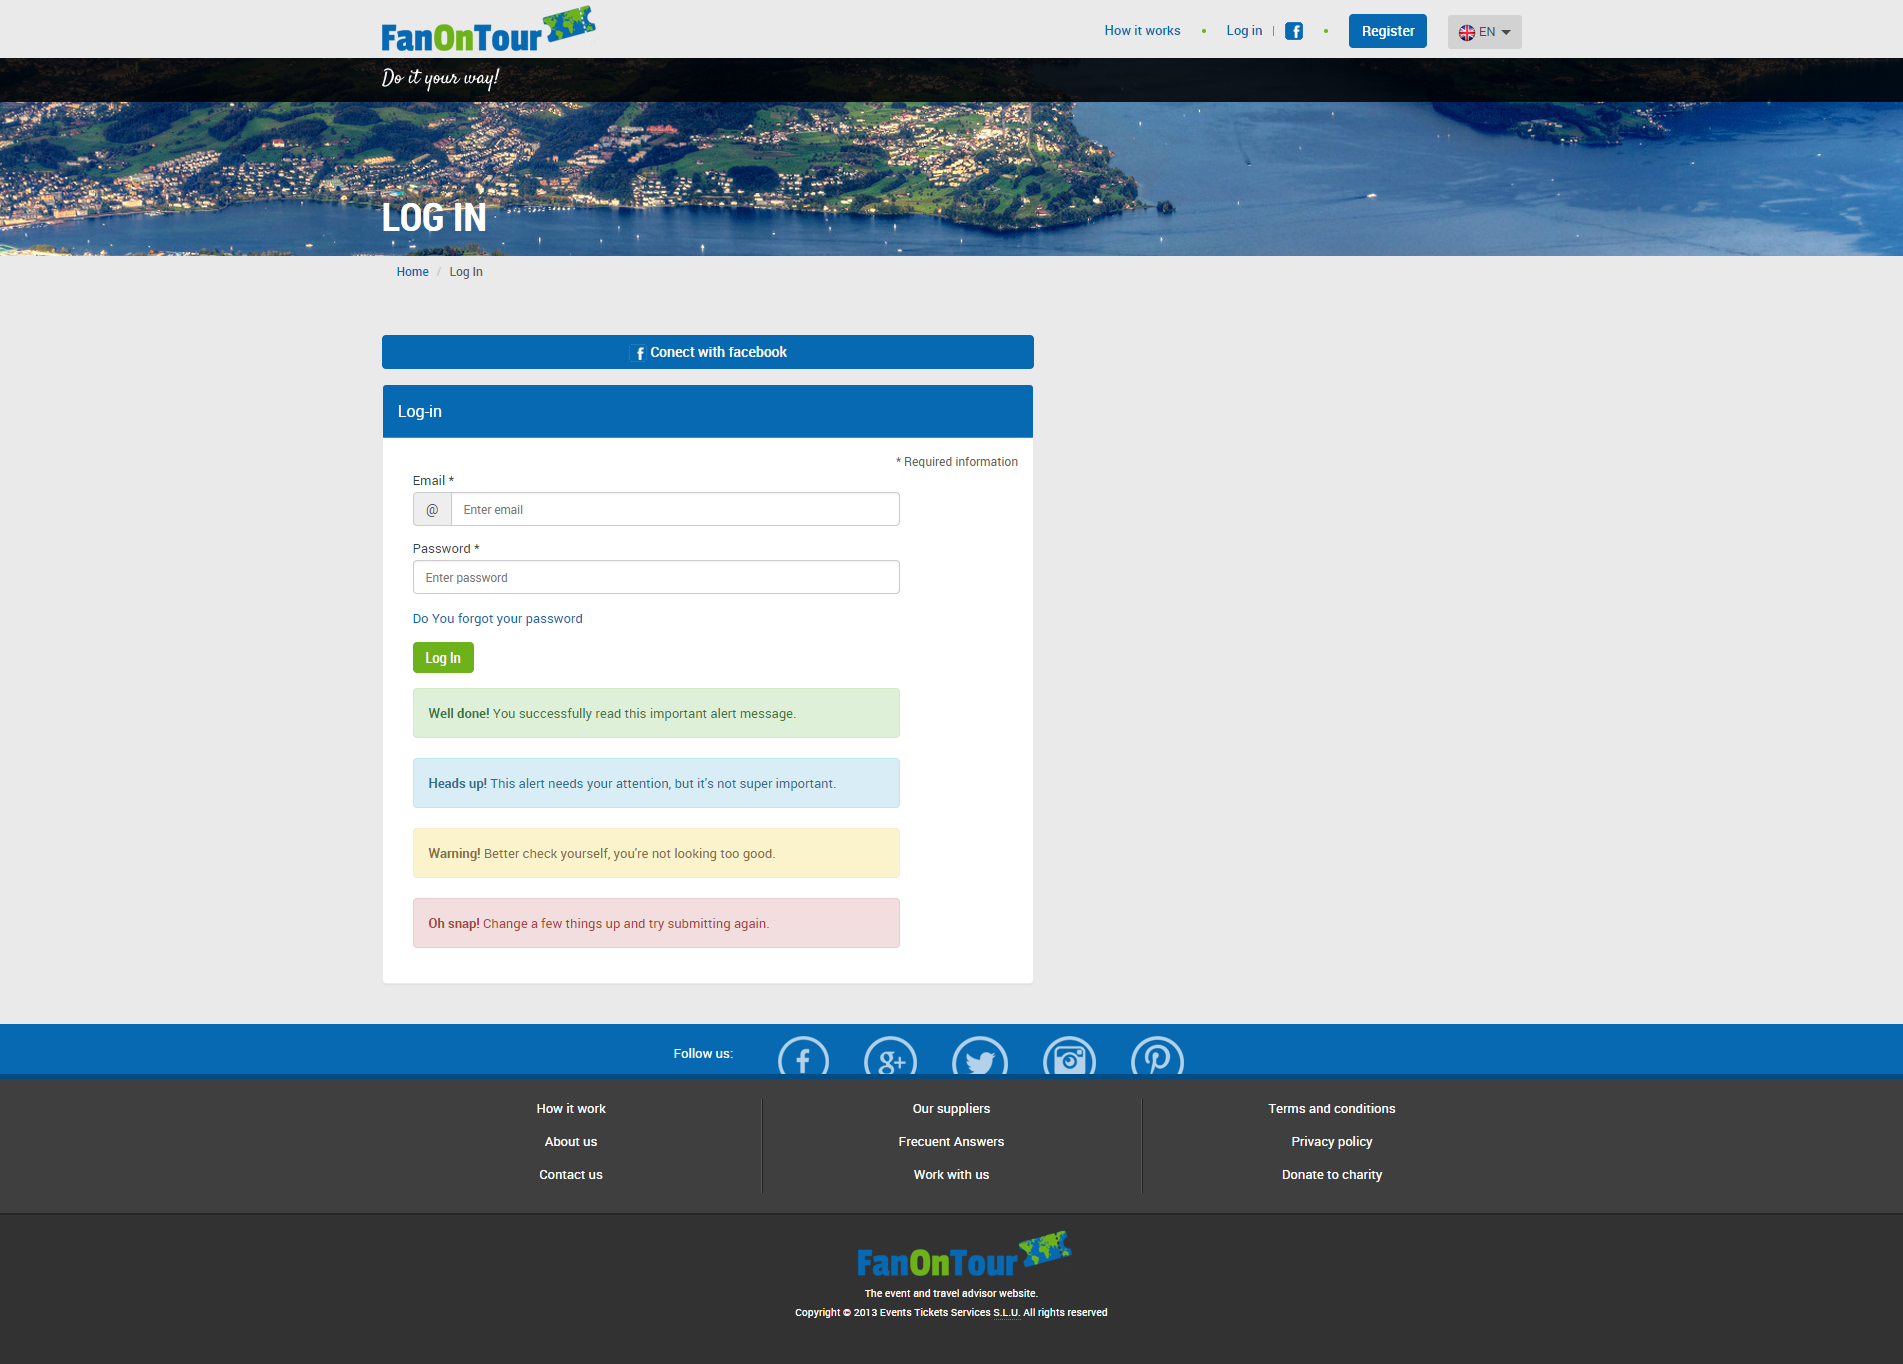 FanOnTour
How it works
Log in
Register
EN
Do it your way!
LOG IN
Home / Log In
Conect with facebook
Log-in
* Required information
Email *
@ Enter email
Password *
Enter password
Do You forgot your password
Log In
Well done! You successfully read this important alert message.
Heads up! This alert needs your attention, but it's not super important.
Warning! Better check yourself, you're not looking too good.
Oh snap! Change a few things up and try submitting again.
Follow us:
How it work
About us
Contact us
Our suppliers
Frecuent Answers
Work with us
Terms and conditions
Privacy policy
Donate to charity
FanOnTour
The event and travel advisor website.
Copyright © 2013 Events Tickets Services S.L.U. All rights reserved